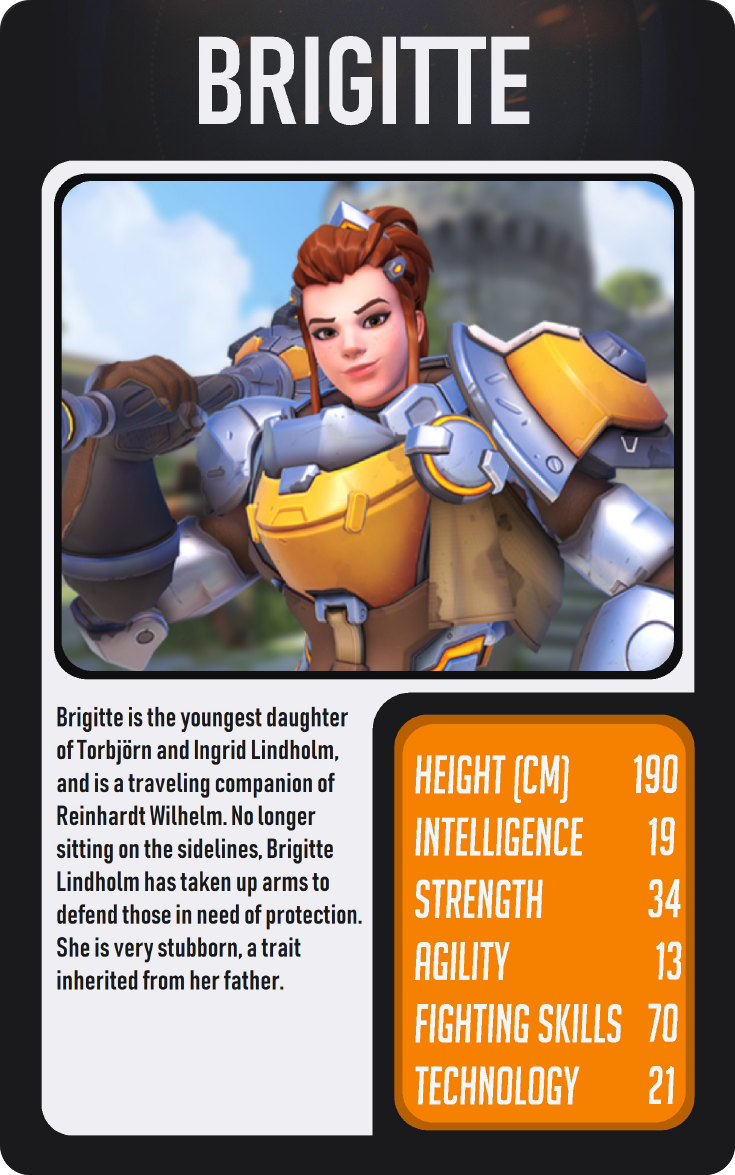 BRIGITTE
Brigitte is the youngest daughter
of Torbjörn and Ingrid Lindholm,
and is a traveling companion of
Reinhardt Wilhelm. No longer
sitting on the sidelines, Brigitte
Lindholm has taken up arms to
defend those in need of protection.
She is very stubborn, a trait
inherited from her father.
HEIGHT (CM) 190
INTELLIGENCE 19
STRENGTH 34
AGILITY 13
FIGHTING SKILLS 70
TECHNOLOGY 21